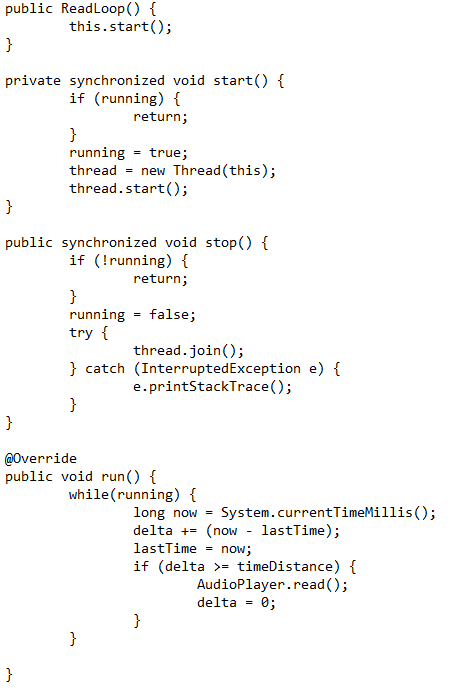 public ReadLoop() {
        this.start();
}

private synchronized void start() {
        if (running) {
                return;
        }
        running = true;
        thread = new Thread(this);
        thread.start();
}

public synchronized void stop() {
        if (!running) {
                return;
        }
        running = false;
        try {
                thread.join();
        } catch (InterruptedException e) {
                e.printStackTrace();
        }
}

@Override
public void run() {
        while(running) {
                long now = System.currentTimeMillis();
                delta += (now - lastTime);
                lastTime = now;
                if (delta >= timeDistance) {
                        AudioPlayer.read();
                        delta = 0;
                }
        }

}